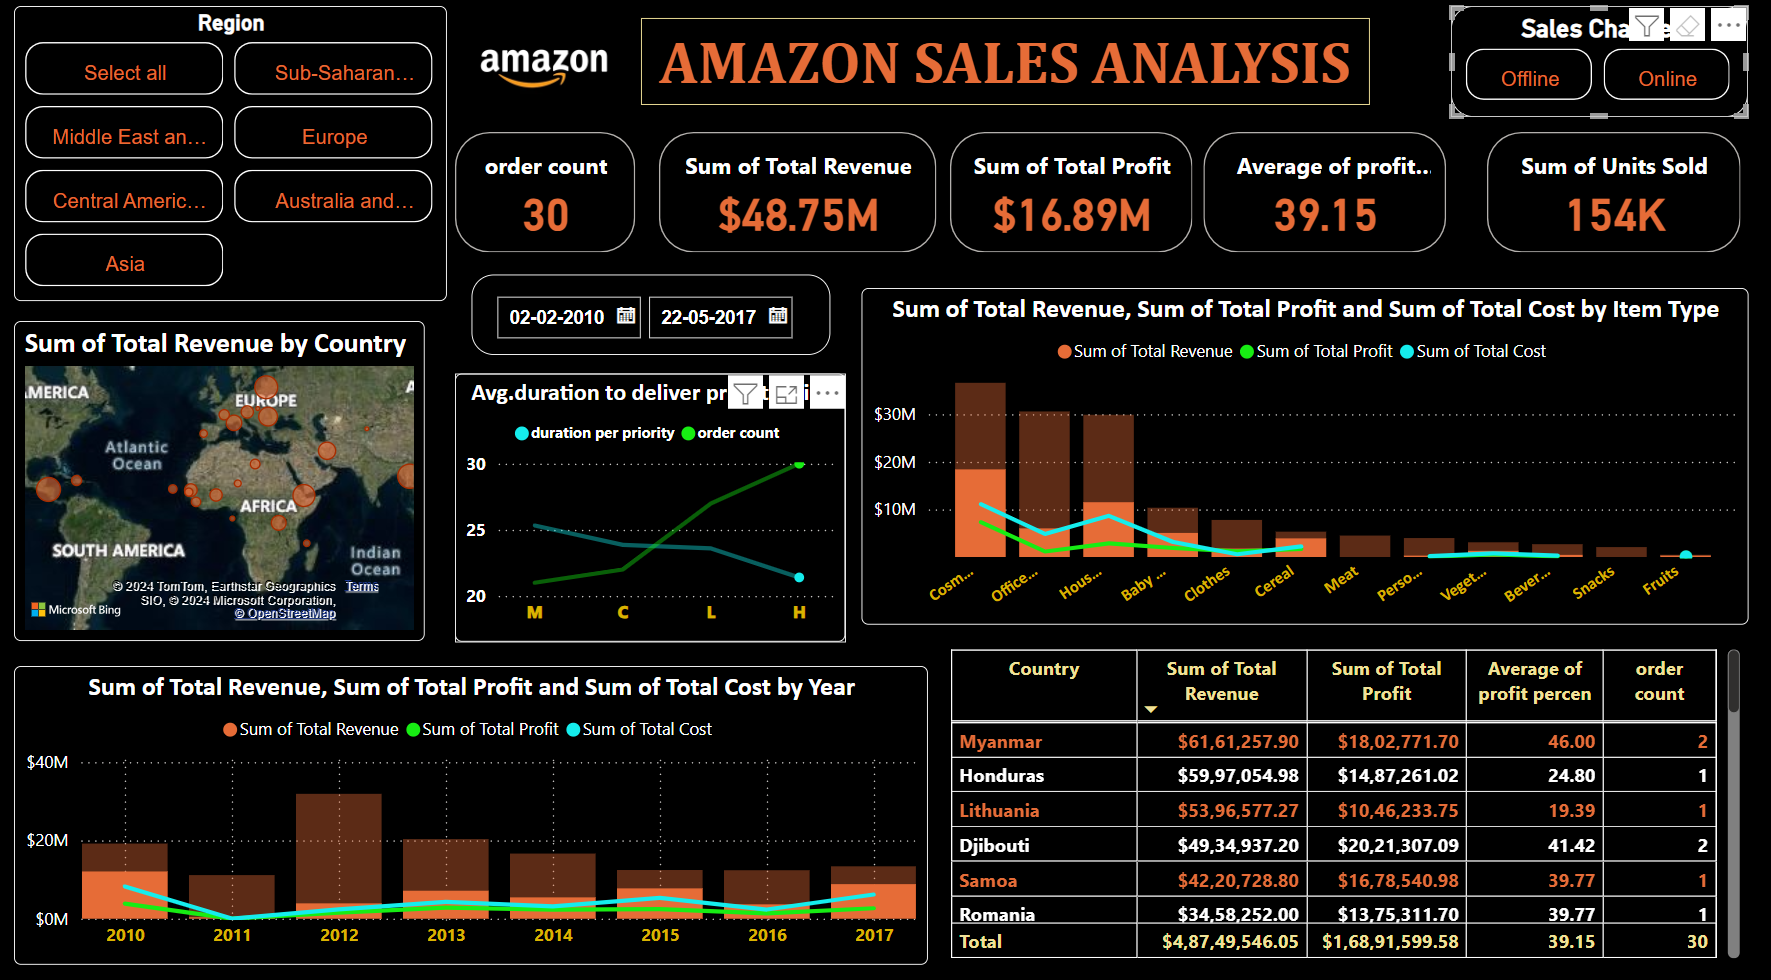 Region
Select all
Sub-Saharan...
Middle East an...
Europe
Central Americ...
Australia and...
Asia
amazon
AMAZON SALES ANALYSIS
Sales Cha
Offline
Online
order count
30
Sum of Total Revenue
$48.75M
Sum of Total Profit
$16.89M
Average of profit...
39.15
Sum of Units Sold
154K
02-02-2010
22-05-2017
Sum of Total Revenue by Country
AMERICA
EUROPE
Atlantic
Ocean
AFRICA
SOUTH AMERICA
Indian
Ocean
© 2024 TomTom, Earthstar Geographics
SIO, © 2024 Microsoft Corporation,
© OpenStreetMap
Terms
Microsoft Bing
Avg.duration to deliver pr
duration per priority
order count
30
25
20
M
C
L
H
Sum of Total Revenue, Sum of Total Profit and Sum of Total Cost by Item Type
Sum of Total Revenue
Sum of Total Profit
Sum of Total Cost
$30M
$20M
$10M
Cosm...
Office...
Hous...
Baby ...
Clothes
Cereal
Meat
Perso...
Veget...
Bever...
Snacks
Fruits
Sum of Total Revenue, Sum of Total Profit and Sum of Total Cost by Year
Sum of Total Revenue
Sum of Total Profit
Sum of Total Cost
$40M
$20M
$0M
2010
2011
2012
2013
2014
2015
2016
2017
Country
Sum of Total
Revenue
Sum of Total
Profit
Average of
profit percen
order
count
Myanmar $61,61,257.90 $18,02,771.70 46.00 2
Honduras $59,97,054.98 $14,87,261.02 24.80 1
Lithuania $53,96,577.27 $10,46,233.75 19.39 1
Djibouti $49,34,937.20 $20,21,307.09 41.42 2
Samoa $42,20,728.80 $16,78,540.98 39.77 1
Romania $34,58,252.00 $13,75,311.70 39.77 1
Total $4,87,49,546.05 $1,68,91,599.58 39.15 30